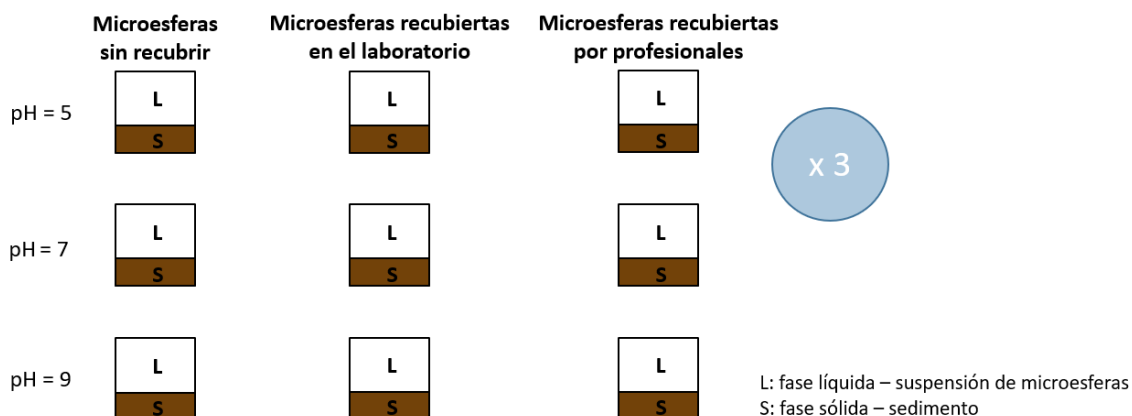 Microesferas
sin recubrir
Microesferas recubiertas
en el laboratorio
Microesferas recubiertas
por profesionales
pH = 5
L
S
L
S
L
S
x 3
pH = 7
L
S
L
S
L
S
pH = 9
L
S
L
S
L
S
L: fase líquida – suspensión de microesferas
S: fase sólida – sedimento